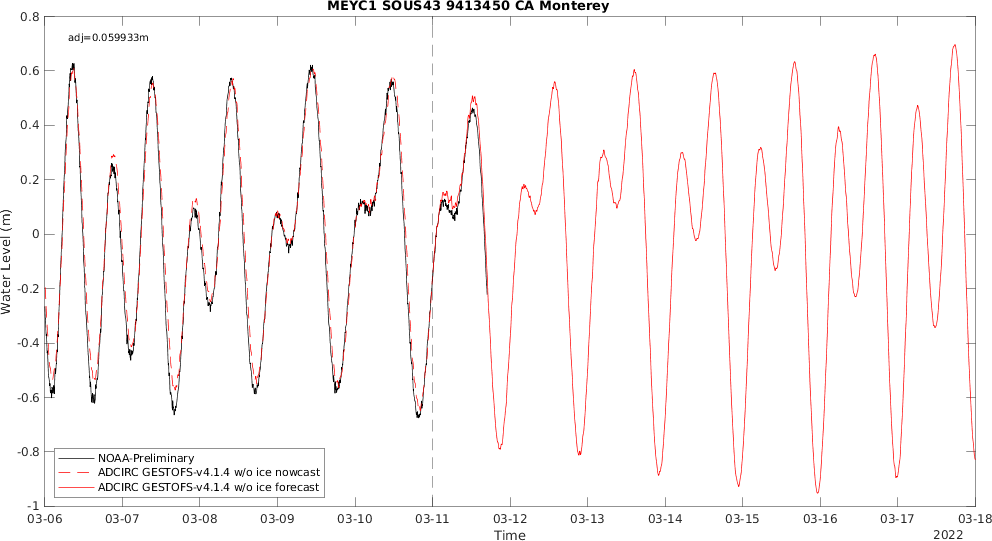 MEYC1 SOUS43 9413450 CA Monterey
adj=0.059933m
0.8
0.6
0.4
0.2
0
-0.2
-0.4
-0.6
-0.8
-1
Water Level (m)
NOAA-Preliminary
ADCIRC GESTOFS-v4.1.4 w/o ice nowcast
ADCIRC GESTOFS-v4.1.4 w/o ice forecast
03-06 03-07 03-08 03-09 03-10 03-11 03-12 03-13 03-14 03-15 03-16 03-17 03-18
Time
2022